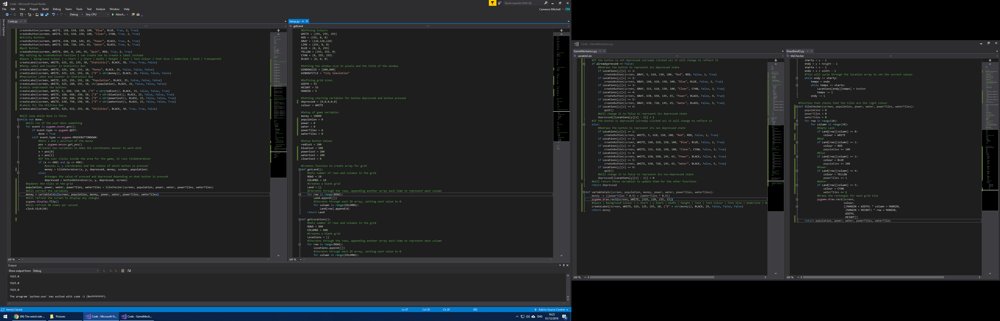 Code - Microsoft Visual Studio
Quick Launch (Ctrl+Q)
File Edit View Project Build Debug Team Tools Test Analyze Window Help
Cameron Mitchell CM
Debug Any CPU Attach...
Server Explorer
Code.py
createButton(screen, WHITE, 160, 610, 150, 100, "Blue", BLUE, True, 2, True)
createButton(screen, WHITE, 315, 610, 150, 100, "Clear", CYAN, True, 3, True)
#Utility Buttons
createButton(screen, WHITE, 630, 650, 145, 65, "Power", BLACK, True, 4, True)
createButton(screen, WHITE, 630, 720, 145, 65, "Water", BLACK, True, 5, True)
#Quit Button
createButton(screen, WHITE, 605, 0, 195, 55, "Quit", RED, True, 6, True)
#By editing my createButton function I can create one to create a label instead
#Space | Background Colour | x Start | y Start | Width | Height | Text | Text Colour | Font Size | Underline | Bold | Transparent
createLabel(screen, WHITE, 625, 65, 155, 30, "Statistics", BLACK, 30, True, True, False)
#Money Label and Counter in Statistics Box
createLabel(screen, WHITE, 625, 100, 155, 10, "Money", BLACK, 25, False, False, False)
createLabel(screen, WHITE, 625, 125, 155, 10, ("£" + str(money)), BLACK, 25, False, False, False)
#Population Label and Counter in Statistics Box
createLabel(screen, WHITE, 625, 155, 155, 10, "Population", BLACK, 25, False, False, False)
createLabel(screen, WHITE, 625, 180, 155, 10, str(population), BLACK, 25, False, False, False)
#Labels Underneath the buttons
createLabel(screen, WHITE, 5, 660, 150, 50, ("£" + str(redCost)), BLACK, 15, False, False, True)
createLabel(screen, WHITE, 160, 660, 150, 50, ("£" + str(blueCost)), BLACK, 15, False, False, True)
createLabel(screen, WHITE, 630, 680, 150, 50, ("£" + str(powerCost)), BLACK, 15, False, False, True)
createLabel(screen, WHITE, 630, 750, 150, 50, ("£" + str(waterCost)), BLACK, 15, False, False, True)
#Labels for the Utilties Box
createLabel(screen, WHITE, 625, 615, 155, 30, "Utilities", BLACK, 30, True, True, False)
#Will loop while done is false
while not done:
#Will run if the user does something
for event in pygame.event.get():
if event.type == pygame.QUIT:
done = True
elif event.type == pygame.MOUSEBUTTONDOWN:
#Gets x and y position of the mouse
pos = pygame.mouse.get_pos()
#Creates two variables to make the coordinates easier to work with
x = pos[0]
y = pos[1]
#If the user clicks inside the area for the game, it runs tileDeterminer
if (x <= 600) and (y <= 600):
#passes x, y coordinates and the status of which button is pressed
money = tileDeterminer(x, y, depressed, money, screen, population)
else:
#changes the value of pressed and depressed depending on what button is pressed
depressed = buttonDeterminer(x, y, depressed, screen)
#Updates the tiles in the grid
population, power, water, powerTiles, waterTiles = tileChecker(screen, population, power, water, powerTiles, waterTiles)
#Will correct the variables
money = variableCalc(screen, population, money, power, water, powerTiles, waterTiles)
#Will refresh the screen to display any changes
pygame.display.flip()
#Will refresh 60 times per second
clock.tick(60)
100 %
Setup.py
getLand
#Defining Colours
WHITE = (255, 255, 255)
RED = (255, 0, 0)
GRAY = (128,128,128)
LIME = (255, 0, 0)
BLUE = (0, 0, 255)
YELLOW = (255, 255, 0)
CYAN = (0, 255, 255)
BLACK = (0, 0, 0)
#Setting the window size in pixels and the title of the window
WINDOWSIZE = [800,800]
WINDOWTITLE = "City Simulation"
#Defining grid sizes
WIDTH = 55
HEIGHT = 55
MARGIN = 5
#Setting starting variables for button depressed and button pressed
depressed = [0,0,0,0,0]
colour = WHITE
#Setup of game variables
money = 10000
population = 0
power = 0
water = 0
powerTiles = 0
waterTiles = 0
#Setup Button Values
redCost = 100
blueCost = 500
powerCost = 200
waterCost = 200
clearCost = 0
#Creates function to create array for grid
def getLand():
#Sets number of rows and columns in the grid
ROWS = 10
COLUMNS = 10
#Creates a blank grid
Land = []
#Iterates through the rows, appending another array each time to represent each column
for row in range(ROWS):
Land.append([])
#Iterates through each 2D array, setting each value to 0
for column in range(COLUMNS):
Land[row].append(0)
return Land
def getLocations():
#Sets number of rows and columns in the grid
ROWS = 800
COLUMNS = 800
#Creates a blank grid
Locations = []
#Iterates through the rows, appending another array each time to represent each column
for row in range(ROWS):
Locations.append([])
#Iterates through each 2D array, setting each value to 0
for column in range(COLUMNS):
100 %
Output
Show output from: Debug
7625.0
7625.0
7625.0
The program 'python.exe' has exited with code -1 (0xffffffff).
Item(s) Saved Ln 47 Col 28 Ch 28 INS Add to Source Control
(94) The weird side ... Pictures Code - Microsoft Vi... Code - GameMech...
ENG 19:25 01/12/2019 4
Code - GameMechanics.py
GameMechanics.py
variableCalc
#If the button is not depressed (already clicked on) it will change to reflect it
if alreadypressed == False:
#Redraws the button to represent its depressed state
if Locations[y][x] == 1:
createButton(screen, GRAY, 5, 610, 150, 100, "Red", RED, False, 1, True)
if Locations[y][x] == 2:
createButton(screen, GRAY, 160, 610, 150, 100, "Blue", BLUE, False, 2, True)
if Locations[y][x] == 3:
createButton(screen, GRAY, 315, 610, 150, 100, "Clear", CYAN, False, 3, True)
if Locations[y][x] == 4:
createButton(screen, GRAY, 630, 650, 145, 65, "Power", BLACK, False, 4, True)
if Locations[y][x] == 5:
createButton(screen, GRAY, 630, 720, 145, 65, "Water", BLACK, False, 5, True)
if Locations[y][x] == 6:
quit()
#Will change it to false to represent its depressed state
depressed[(Locations[y][x] - 1)] = 1
#If the button is depressed (already clicked on) it will change to reflect it
else:
#Redraws the button to represent its non depressed state
if Locations[y][x] == 1:
createButton(screen, WHITE, 5, 610, 150, 100, "Red", RED, False, 1, True)
if Locations[y][x] == 2:
createButton(screen, WHITE, 160, 610, 150, 100, "Blue", BLUE, False, 2, True)
if Locations[y][x] == 3:
createButton(screen, WHITE, 315, 610, 150, 100, "Clear", CYAN, False, 3, True)
if Locations[y][x] == 4:
createButton(screen, WHITE, 630, 650, 145, 65, "Power", BLACK, False, 4, True)
if Locations[y][x] == 5:
createButton(screen, WHITE, 630, 720, 145, 65, "Water", BLACK, False, 5, True)
if Locations[y][x] == 6:
quit()
#Will change it to false to represent its non-depressed state
depressed[(Locations[y][x] - 1)] = 0
#Will return these variables to update them for the other functions
return depressed
def variableCalc(screen, population, money, power, water, powerTiles, waterTiles):
money -= ((powerTiles * 0.5) + (waterTiles * 0.5))
pygame.draw.rect(screen, WHITE, [625, 120, 155, 15])
#Space | Background Colour | x Start | y Start | Width | Height | Text | Text Colour | Font Size | Underline |
createLabel(screen, WHITE, 625, 125, 155, 10, ("£" + str(money)), BLACK, 25, False, False, False)
return money
100 %
DrawBandO.py
tileChecker
starty = y - 1
endy = y + height - 1
startx = x - 1
endx = x + width - 1
#This will cycle through the location array to set the correct values
while endy >= starty:
tempx = endx
while tempx >= startx:
Locations[endy][tempx] = button
tempx -= 1
endy -= 1
#function that checks that the tiles are the right colour
def tileChecker(screen, population, power, water, powerTiles, waterTiles):
population = 0
powerTiles = 0
waterTiles = 0
for row in range(10):
for column in range(10):
#Empty Land
if Land[row][column] == 0:
colour = WHITE
#Red
if Land[row][column] == 1:
colour = RED
population += 100
#Blue
if Land[row][column] == 2:
colour = BLUE
population += 200
#Power
if Land[row][column] == 4:
colour = YELLOW
powerTiles += 1
#Water
if Land[row][column] == 5:
colour = CYAN
waterTiles += 1
#Draws the rectangle for each grid tile
pygame.draw.rect(screen,
colour,
[(MARGIN + WIDTH) * column + MARGIN,
(MARGIN + HEIGHT) * row + MARGIN,
WIDTH,
HEIGHT])
return population, power, water, powerTiles, waterTiles
100 %